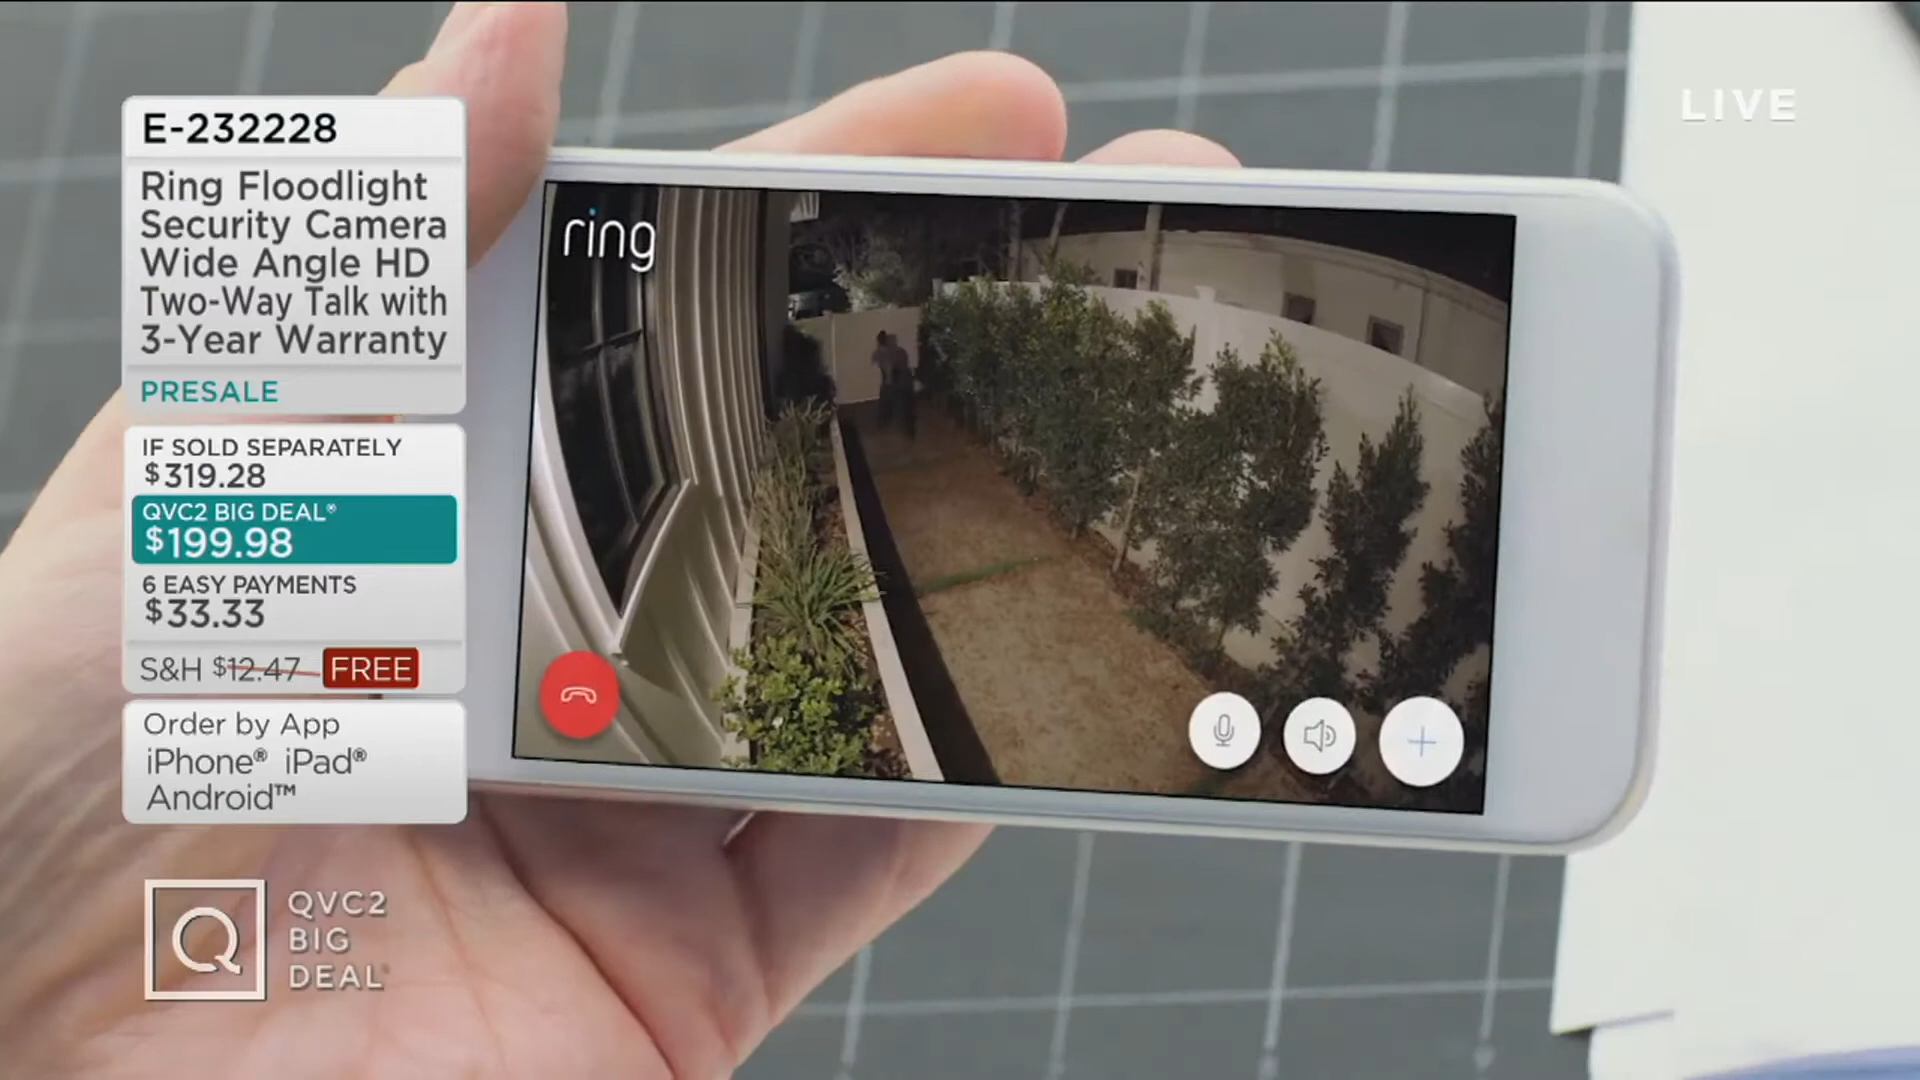 E-232228
Ring Floodlight
Security Camera
Wide Angle HD
Two-Way Talk with
3-Year Warranty
PRESALE
IF SOLD SEPARATELY
$319.28
QVC2 BIG DEAL®
$199.98
6 EASY PAYMENTS
$33.33
S&H $12.47 FREE
Order by App
iPhone® iPad®
Android™
Q
QVC2
BIG
DEAL®
ring
LIVE